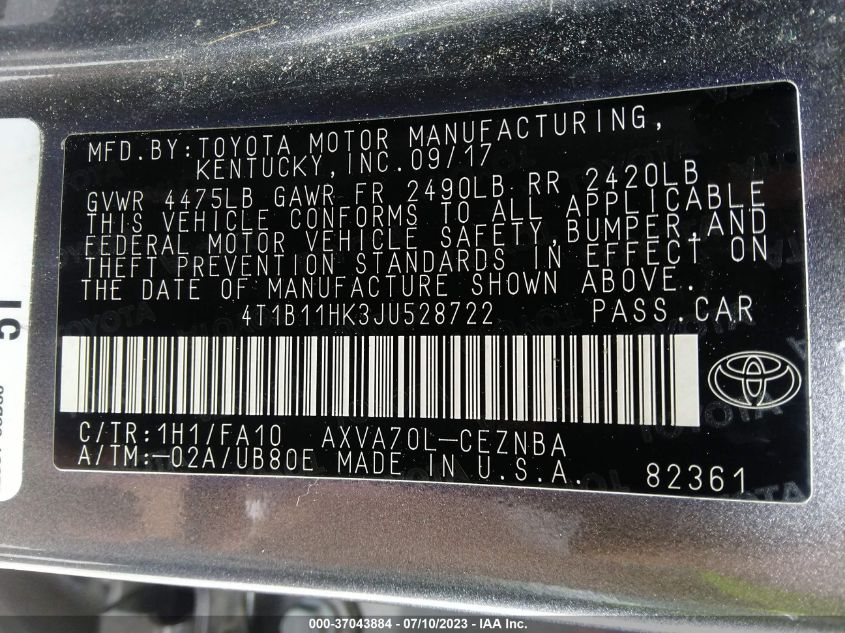 MFD.BY:TOYOTA MOTOR MANUFACTURING,
KENTUCKY,INC.09/17
GVWR 4475LB GAWR FR 2490LB RR 2420LB
THIS VEHICLE CONFORMS TO ALL APPLICABLE
FEDERAL MOTOR VEHICLE SAFETY,BUMPER,AND
THEFT PREVENTION STANDARDS IN EFFECT ON
THE DATE OF MANUFACTURE SHOWN ABOVE.
4T1B11HK3JU528722 PASS.CAR
C/TR:1H1/FA10 AXVA70L-CEZNBA
A/TM:-02A/UB80E MADE IN U.S.A. 82361
000-37043884 / 07/10/2023 - IAA Inc.